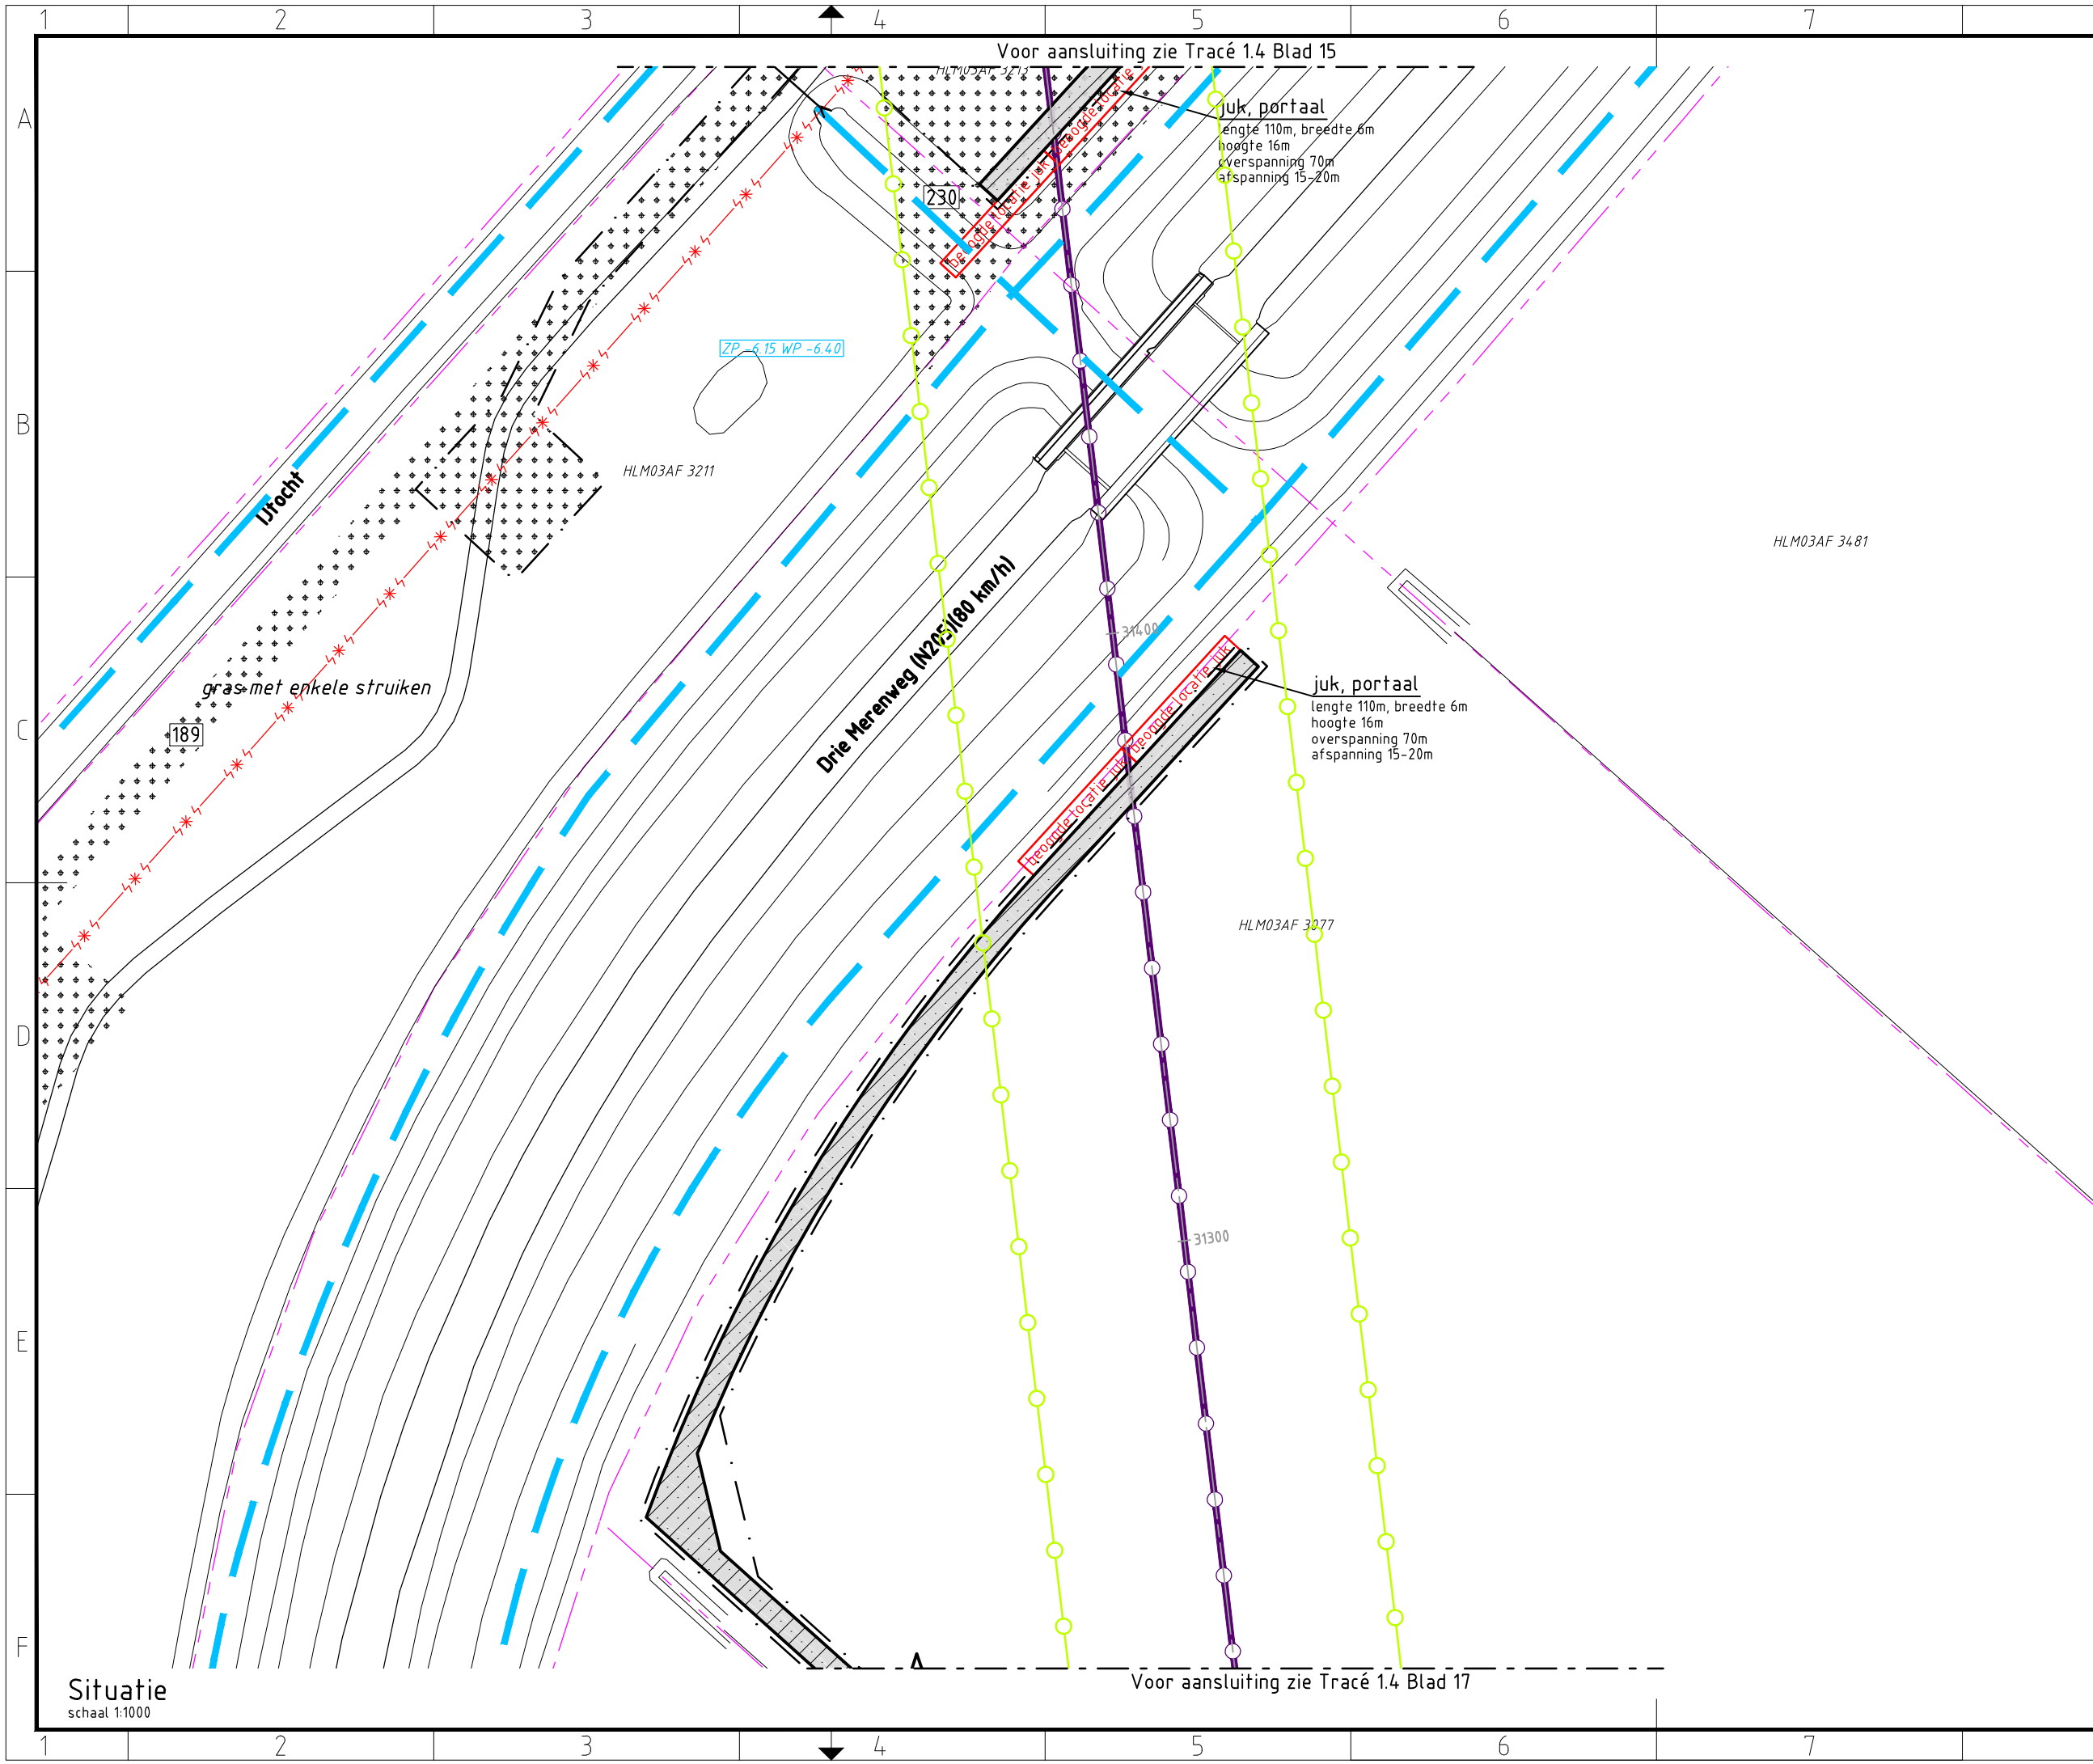 1 2 3 4 5 6 7
Voor aansluiting zie Tracé 1.4 Blad 15
HLM03AF 3213
A
juk, portaal
lengte 110m, breedte 6m
hoogte 16m
overspanning 70m
afspanning 15-20m
beoogde locatie juk
beoogde locatie
230
ZP -6.15 WP -6.40
B
HLM03AF 3211
IJtocht
HLM03AF 3481
Drie Merenweg (N205)(80 km/h)
31400
beoogde locatie juk
beoogde locatie juk
juk, portaal
lengte 110m, breedte 6m
hoogte 16m
overspanning 70m
afspanning 15-20m
gras met enkele struiken
C
189
HLM03AF 3077
D
31300
E
F
Voor aansluiting zie Tracé 1.4 Blad 17
Situatie
schaal 1:1000
1 2 3 4 5 6 7